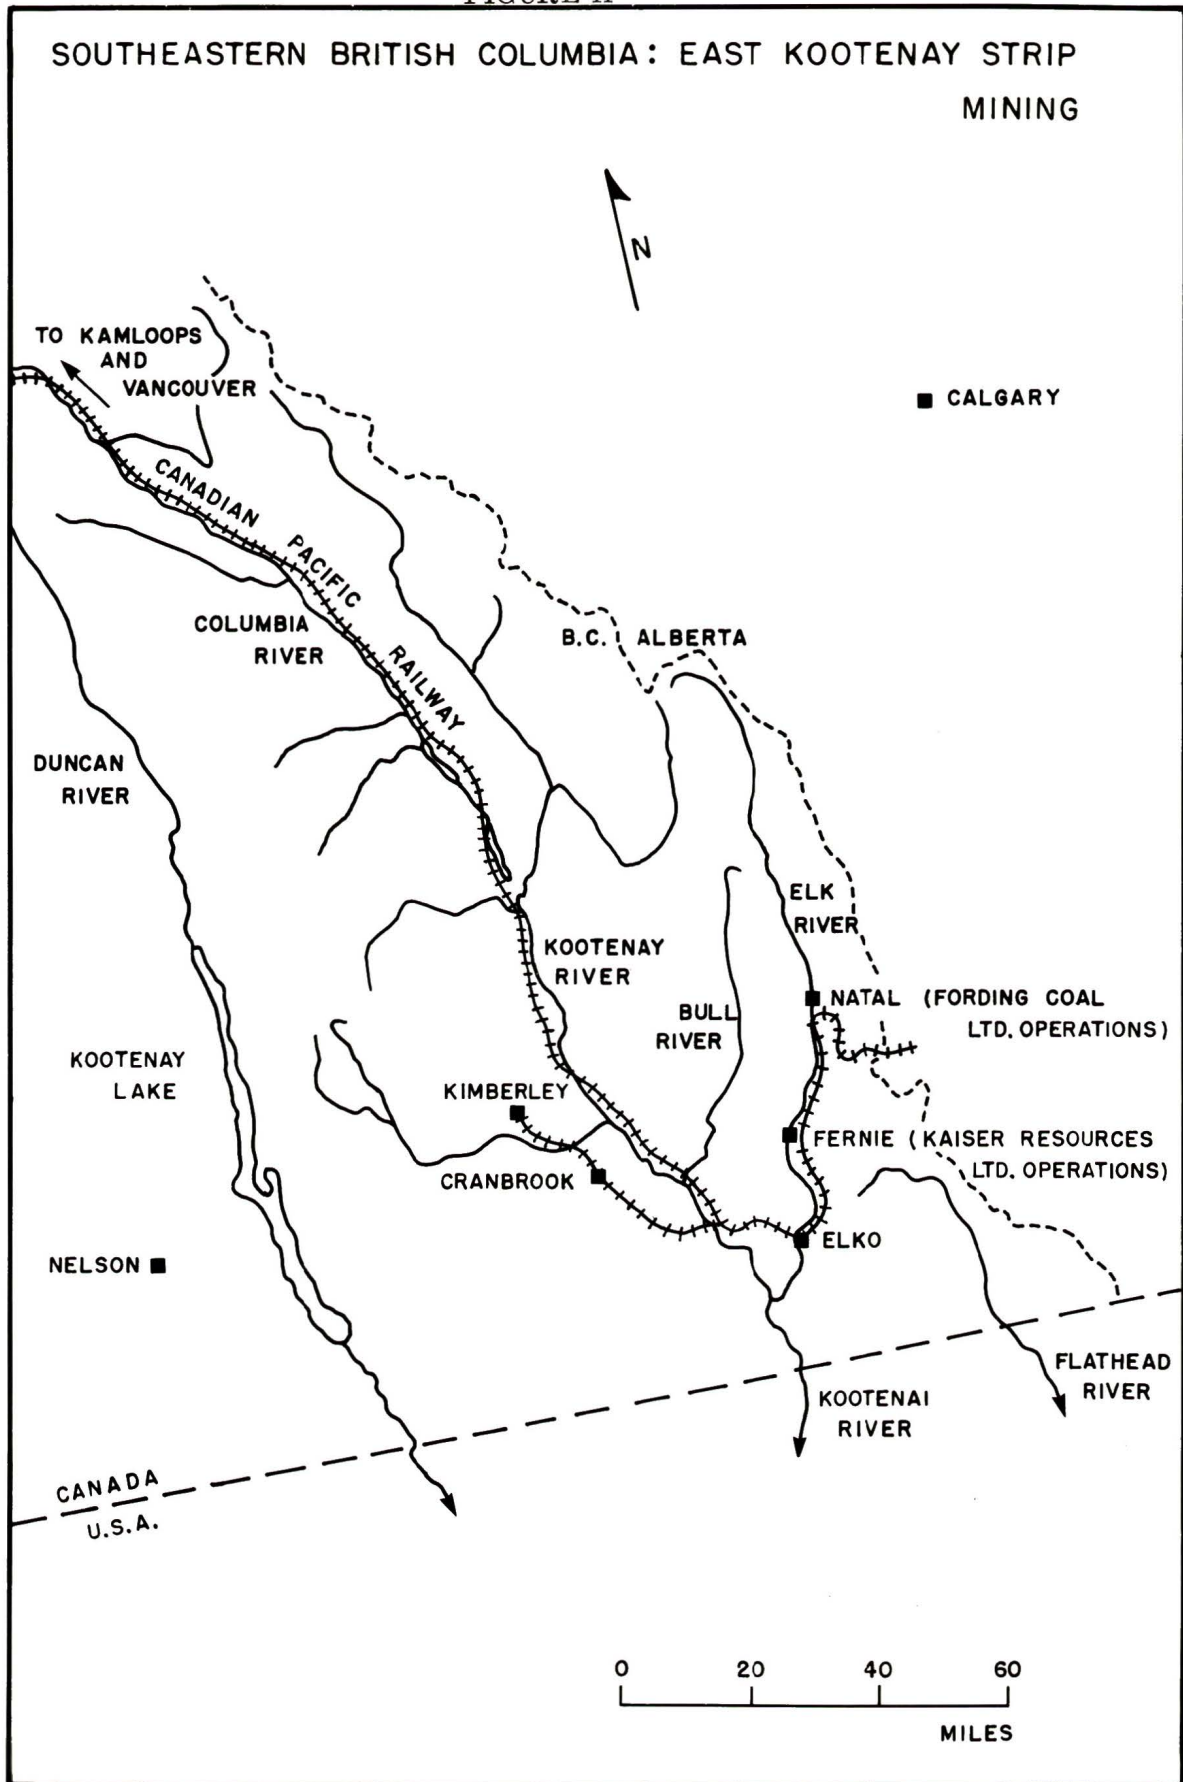 SOUTHEASTERN BRITISH COLUMBIA: EAST KOOTENAY STRIP
MINING
N
TO KAMLOOPS
AND
VANCOUVER
CALGARY
CANADIAN PACIFIC RAILWAY
COLUMBIA
RIVER
B.C. ALBERTA
DUNCAN
RIVER
ELK
RIVER
KOOTENAY
RIVER
NATAL (FORDING COAL
LTD. OPERATIONS)
BULL
RIVER
KOOTENAY
LAKE
KIMBERLEY
FERNIE (KAISER RESOURCES
LTD. OPERATIONS)
CRANBROOK
ELKO
NELSON
FLATHEAD
RIVER
KOOTENAI
RIVER
CANADA
U.S.A.
0 20 40 60
MILES